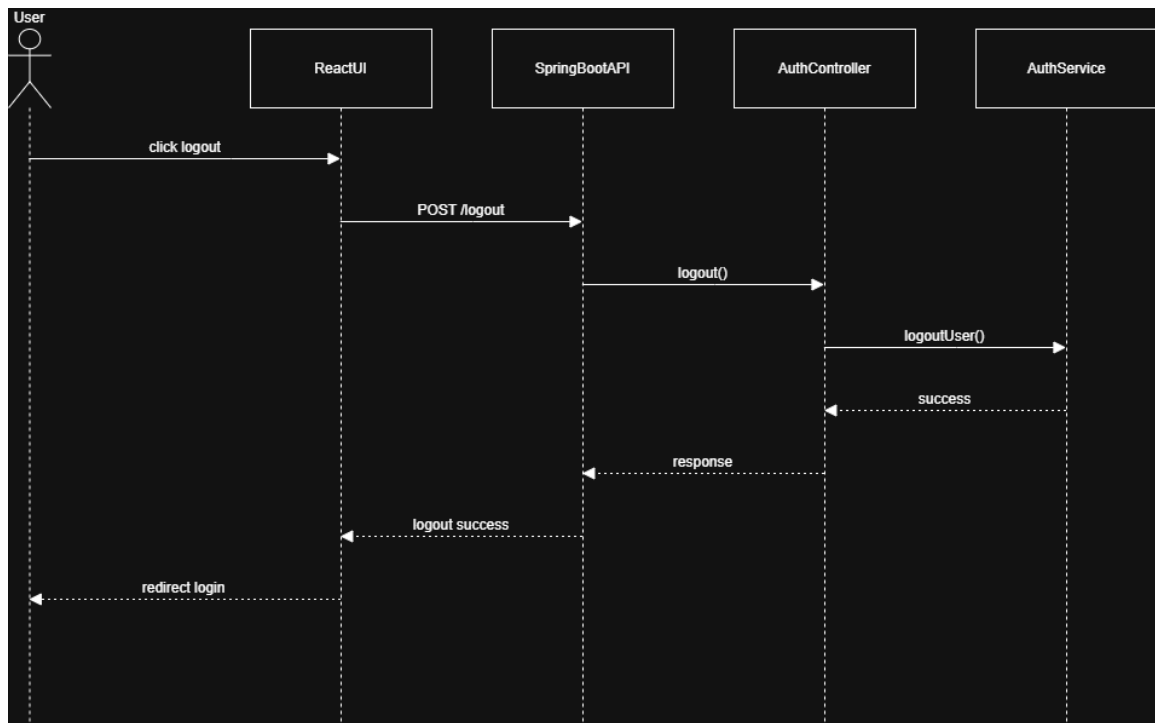 User
ReactUI
SpringBootAPI
AuthController
AuthService
click logout
POST /logout
logout()
logoutUser()
success
response
logout success
redirect login